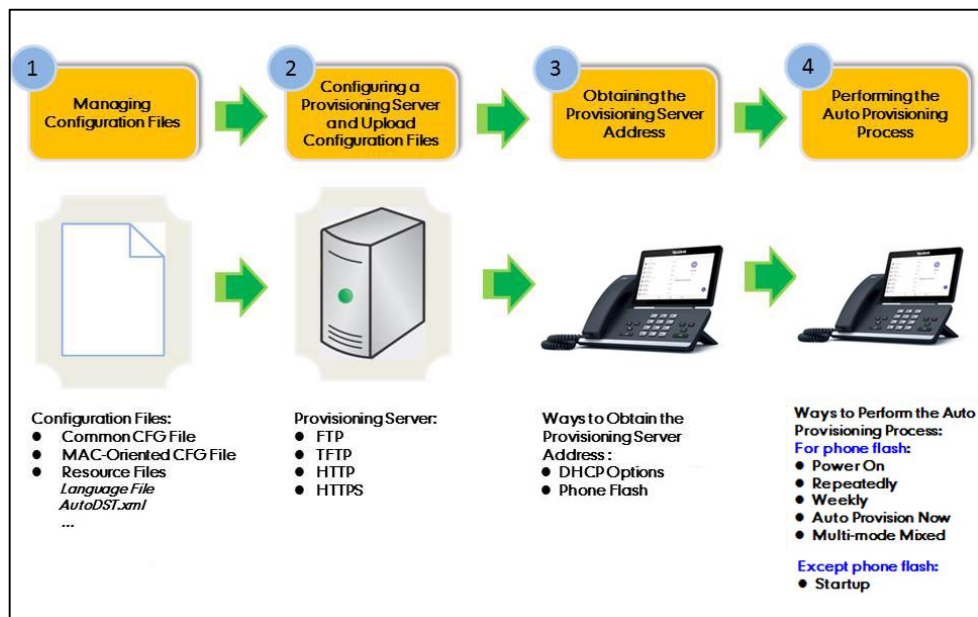 1
Managing
Configuration Files
2
Configuring a
Provisioning Server
and Upload
Configuration Files
3
Obtaining the
Provisioning Server
Address
4
Performing the
Auto Provisioning
Process
Configuration Files:
● Common CFG File
● MAC-Oriented CFG File
● Resource Files
Language File
AutoDST.xml
...
Provisioning Server:
● FTP
● TFTP
● HTTP
● HTTPS
Ways to Obtain the
Provisioning Server
Address :
● DHCP Options
● Phone Flash
Ways to Perform the Auto
Provisioning Process:
For phone flash:
● Power On
● Repeatedly
● Weekly
● Auto Provision Now
● Multi-mode Mixed
Except phone flash:
● Startup